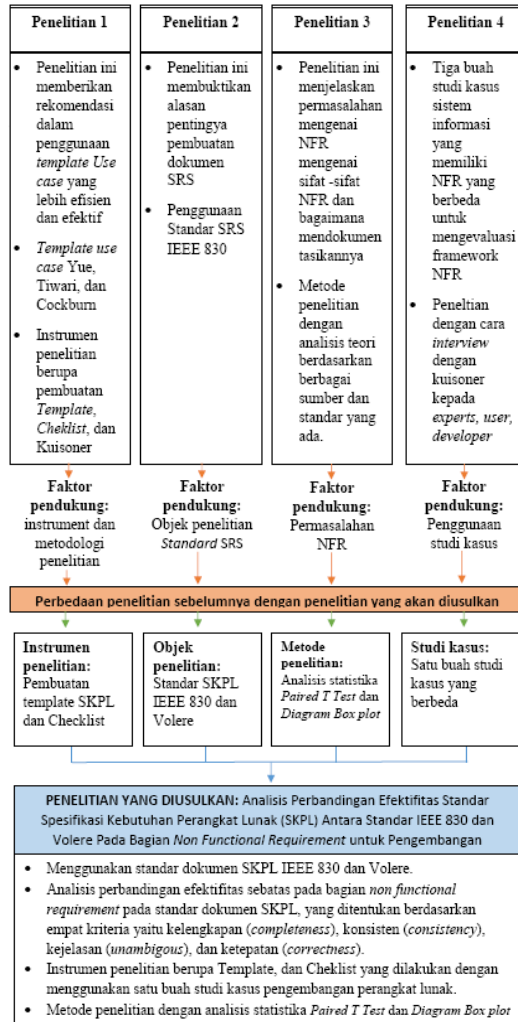 Penelitian 1
Penelitian ini
memberikan
rekomendasi
dalam
penggunaan
template Use
case yang
lebih efisien
dan efektif
Template use
case Yue,
Tiwari, dan
Cockburn
Instrumen
penelitian
berupa
pembuatan
Template,
Cheklist, dan
Kuisoner
Faktor
pendukung:
instrument dan
metodologi
penelitian
Penelitian 2
Penelitian ini
membuktikan
alasan
pentingya
pembuatan
dokumen
SRS
Penggunaan
Standar SRS
IEEE 830
Faktor
pendukung:
Objek penelitian
Standard SRS
Penelitian 3
Penelitian ini
menjelaskan
permasalahan
mengenai
NFR
mengenai
sifat -sifat
NFR dan
bagaimana
mendokumen
tasikannya
Metode
penelitian
dengan
analisis teori
berdasarkan
berbagai
sumber dan
standar yang
ada.
Faktor
pendukung:
Permasalahan
NFR
Penelitian 4
Tiga buah
studi kasus
sistem
informasi
yang
memiliki
NFR yang
berbeda
untuk
mengevaluasi
framework
NFR
Peneltian
dengan cara
interview
dengan
kuisoner
kepada
experts, user,
developer
Faktor
pendukung:
Penggunaan
studi kasus
Perbedaan penelitian sebelumnya dengan penelitian yang akan diusulkan
Instrumen
penelitian:
Pembuatan
template SKPL
dan Checklist
Objek
penelitian:
Standar SKPL
IEEE 830 dan
Volere
Metode
penelitian:
Analisis statistika
Paired T Test dan
Diagram Box plot
Studi kasus:
Satu buah studi
kasus yang
berbeda
PENELITIAN YANG DIUSULKAN: Analisis Perbandingan Efektifitas Standar
Spesifikasi Kebutuhan Perangkat Lunak (SKPL) Antara Standar IEEE 830 dan
Volere Pada Bagian Non Functional Requirement untuk Pengembangan
Menggunakan standar dokumen SKPL IEEE 830 dan Volere.
Analisis perbandingan efektifitas sebatas pada bagian non functional
requirement pada standar dokumen SKPL, yang ditentukan berdasarkan
empat kriteria yaitu kelengkapan (completeness), konsisten (consistency),
kejelasan (unambigous), dan ketepatan (correctness).
Instrumen penelitian berupa Template, dan Cheklist yang dilakukan dengan
menggunakan satu buah studi kasus pengembangan perangkat lunak.
Metode penelitian dengan analisis statistika Paired T Test dan Diagram Box plot